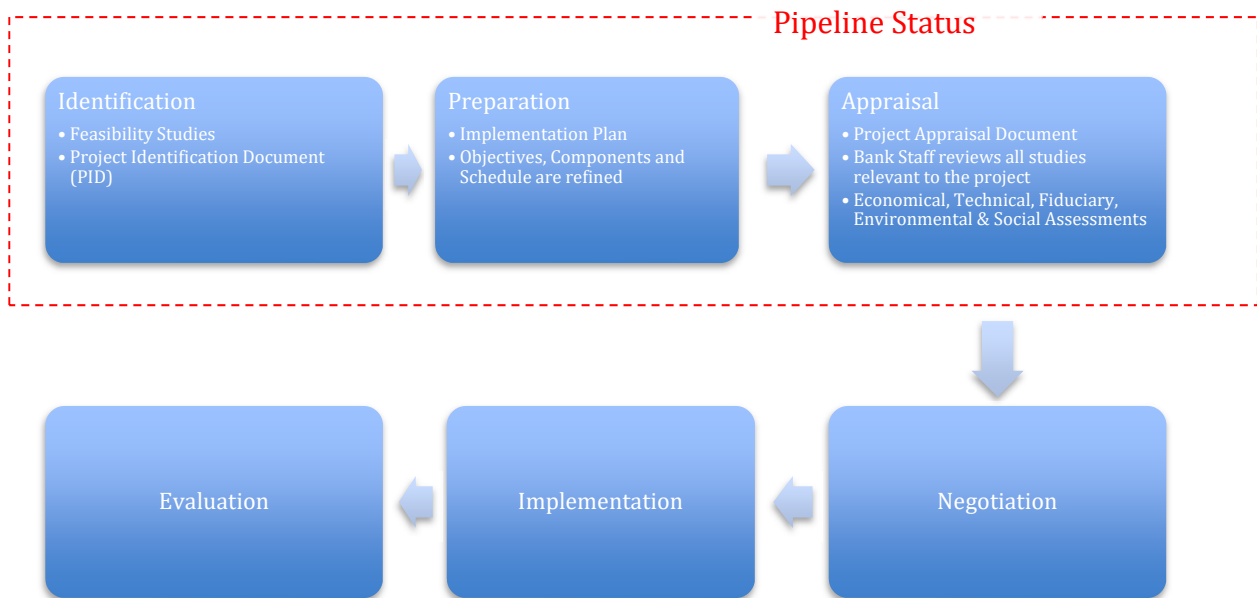 Pipeline Status
Identification
• Feasibility Studies
• Project Identification Document
(PID)
Preparation
• Implementation Plan
• Objectives, Components and
Schedule are refined
Appraisal
• Project Appraisal Document
• Bank Staff reviews all studies
relevant to the project
• Economical, Technical, Fiduciary,
Environmental & Social Assessments
Negotiation
Implementation
Evaluation